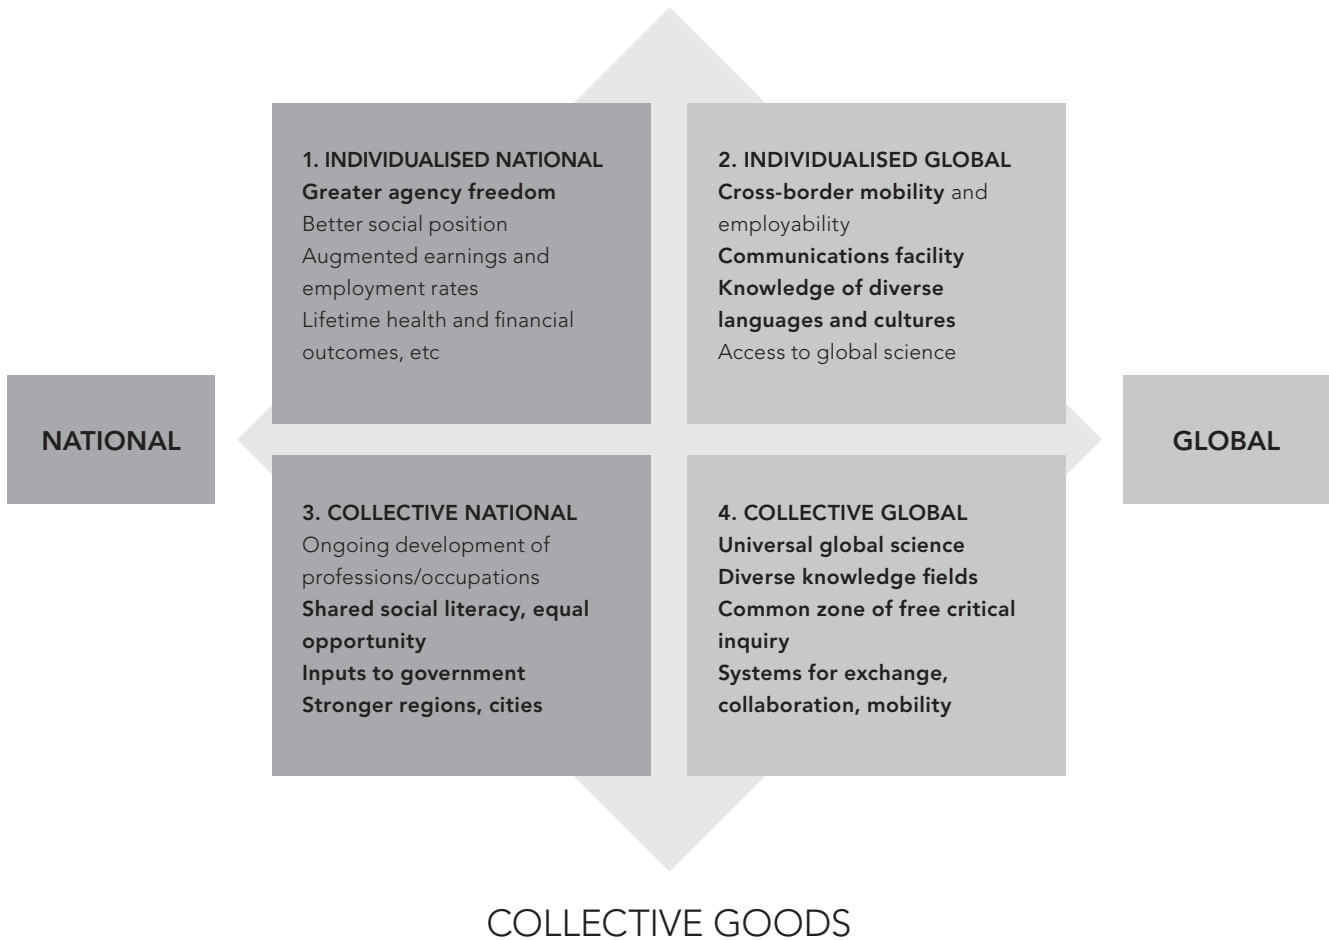 1. INDIVIDUALISED NATIONAL
Greater agency freedom
Better social position
Augmented earnings and
employment rates
Lifetime health and financial
outcomes, etc
2. INDIVIDUALISED GLOBAL
Cross-border mobility and
employability
Communications facility
Knowledge of diverse
languages and cultures
Access to global science
NATIONAL
GLOBAL
3. COLLECTIVE NATIONAL
Ongoing development of
professions/occupations
Shared social literacy, equal
opportunity
Inputs to government
Stronger regions, cities
4. COLLECTIVE GLOBAL
Universal global science
Diverse knowledge fields
Common zone of free critical
inquiry
Systems for exchange,
collaboration, mobility
COLLECTIVE GOODS